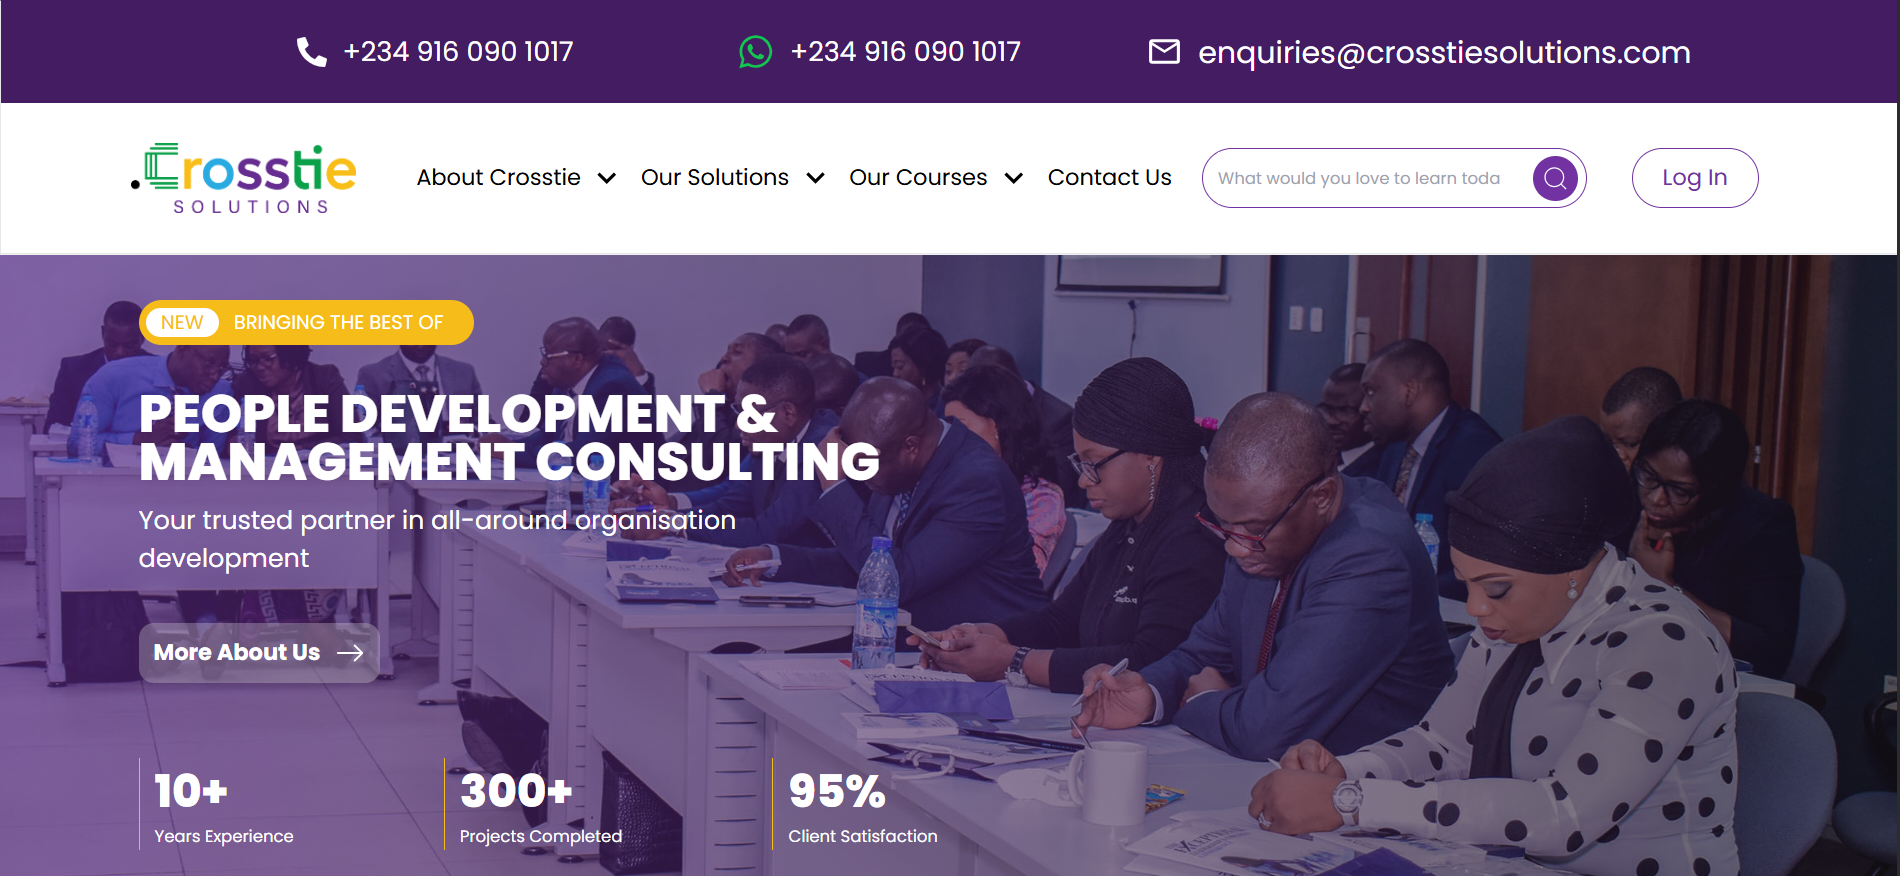 +234 916 090 1017
+234 916 090 1017
enquiries@crosstiesolutions.com
.Crosstie
SOLUTIONS
About Crosstie
Our Solutions
Our Courses
Contact Us
What would you love to learn toda
Log In
NEW BRINGING THE BEST OF
PEOPLE DEVELOPMENT &
MANAGEMENT CONSULTING
Your trusted partner in all-around organisation
development
More About Us
10+
Years Experience
300+
Projects Completed
95%
Client Satisfaction